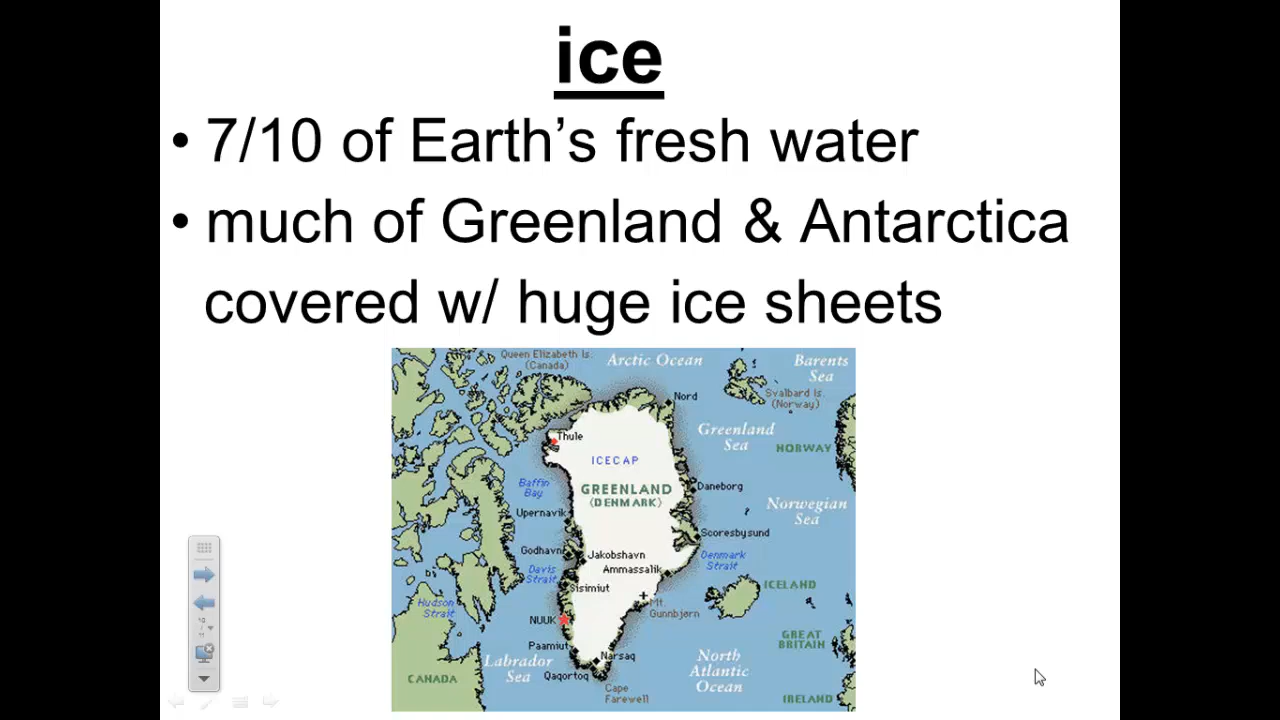 ice
• 7/10 of Earth's fresh water
• much of Greenland & Antarctica
covered w/ huge ice sheets
Queen Elizabeth Is.
(Canada)
Arctic Ocean
Barents
Sea
Svalbard Is.
(Norway)
Nord
Thule
Greenland
Sea
NORWAY
ICECAP
GREENLAND
(DENMARK)
Baffin
Bay
Daneborg
Upernavik
Norwegian
Sea
Scoresbysund
Godhavn
Jakobshavn
Denmark
Strait
Davis
Strait
Ammassalik
Sisimiut
ICELAND
Hudson
Strait
Mt.
Gunnbjørn
NUUK
GREAT
BRITAIN
Paamiut
Narsaq
Labrador
Sea
North
Atlantic
Ocean
Qaqortoq
CANADA
Cape
Farewell
IRELAND